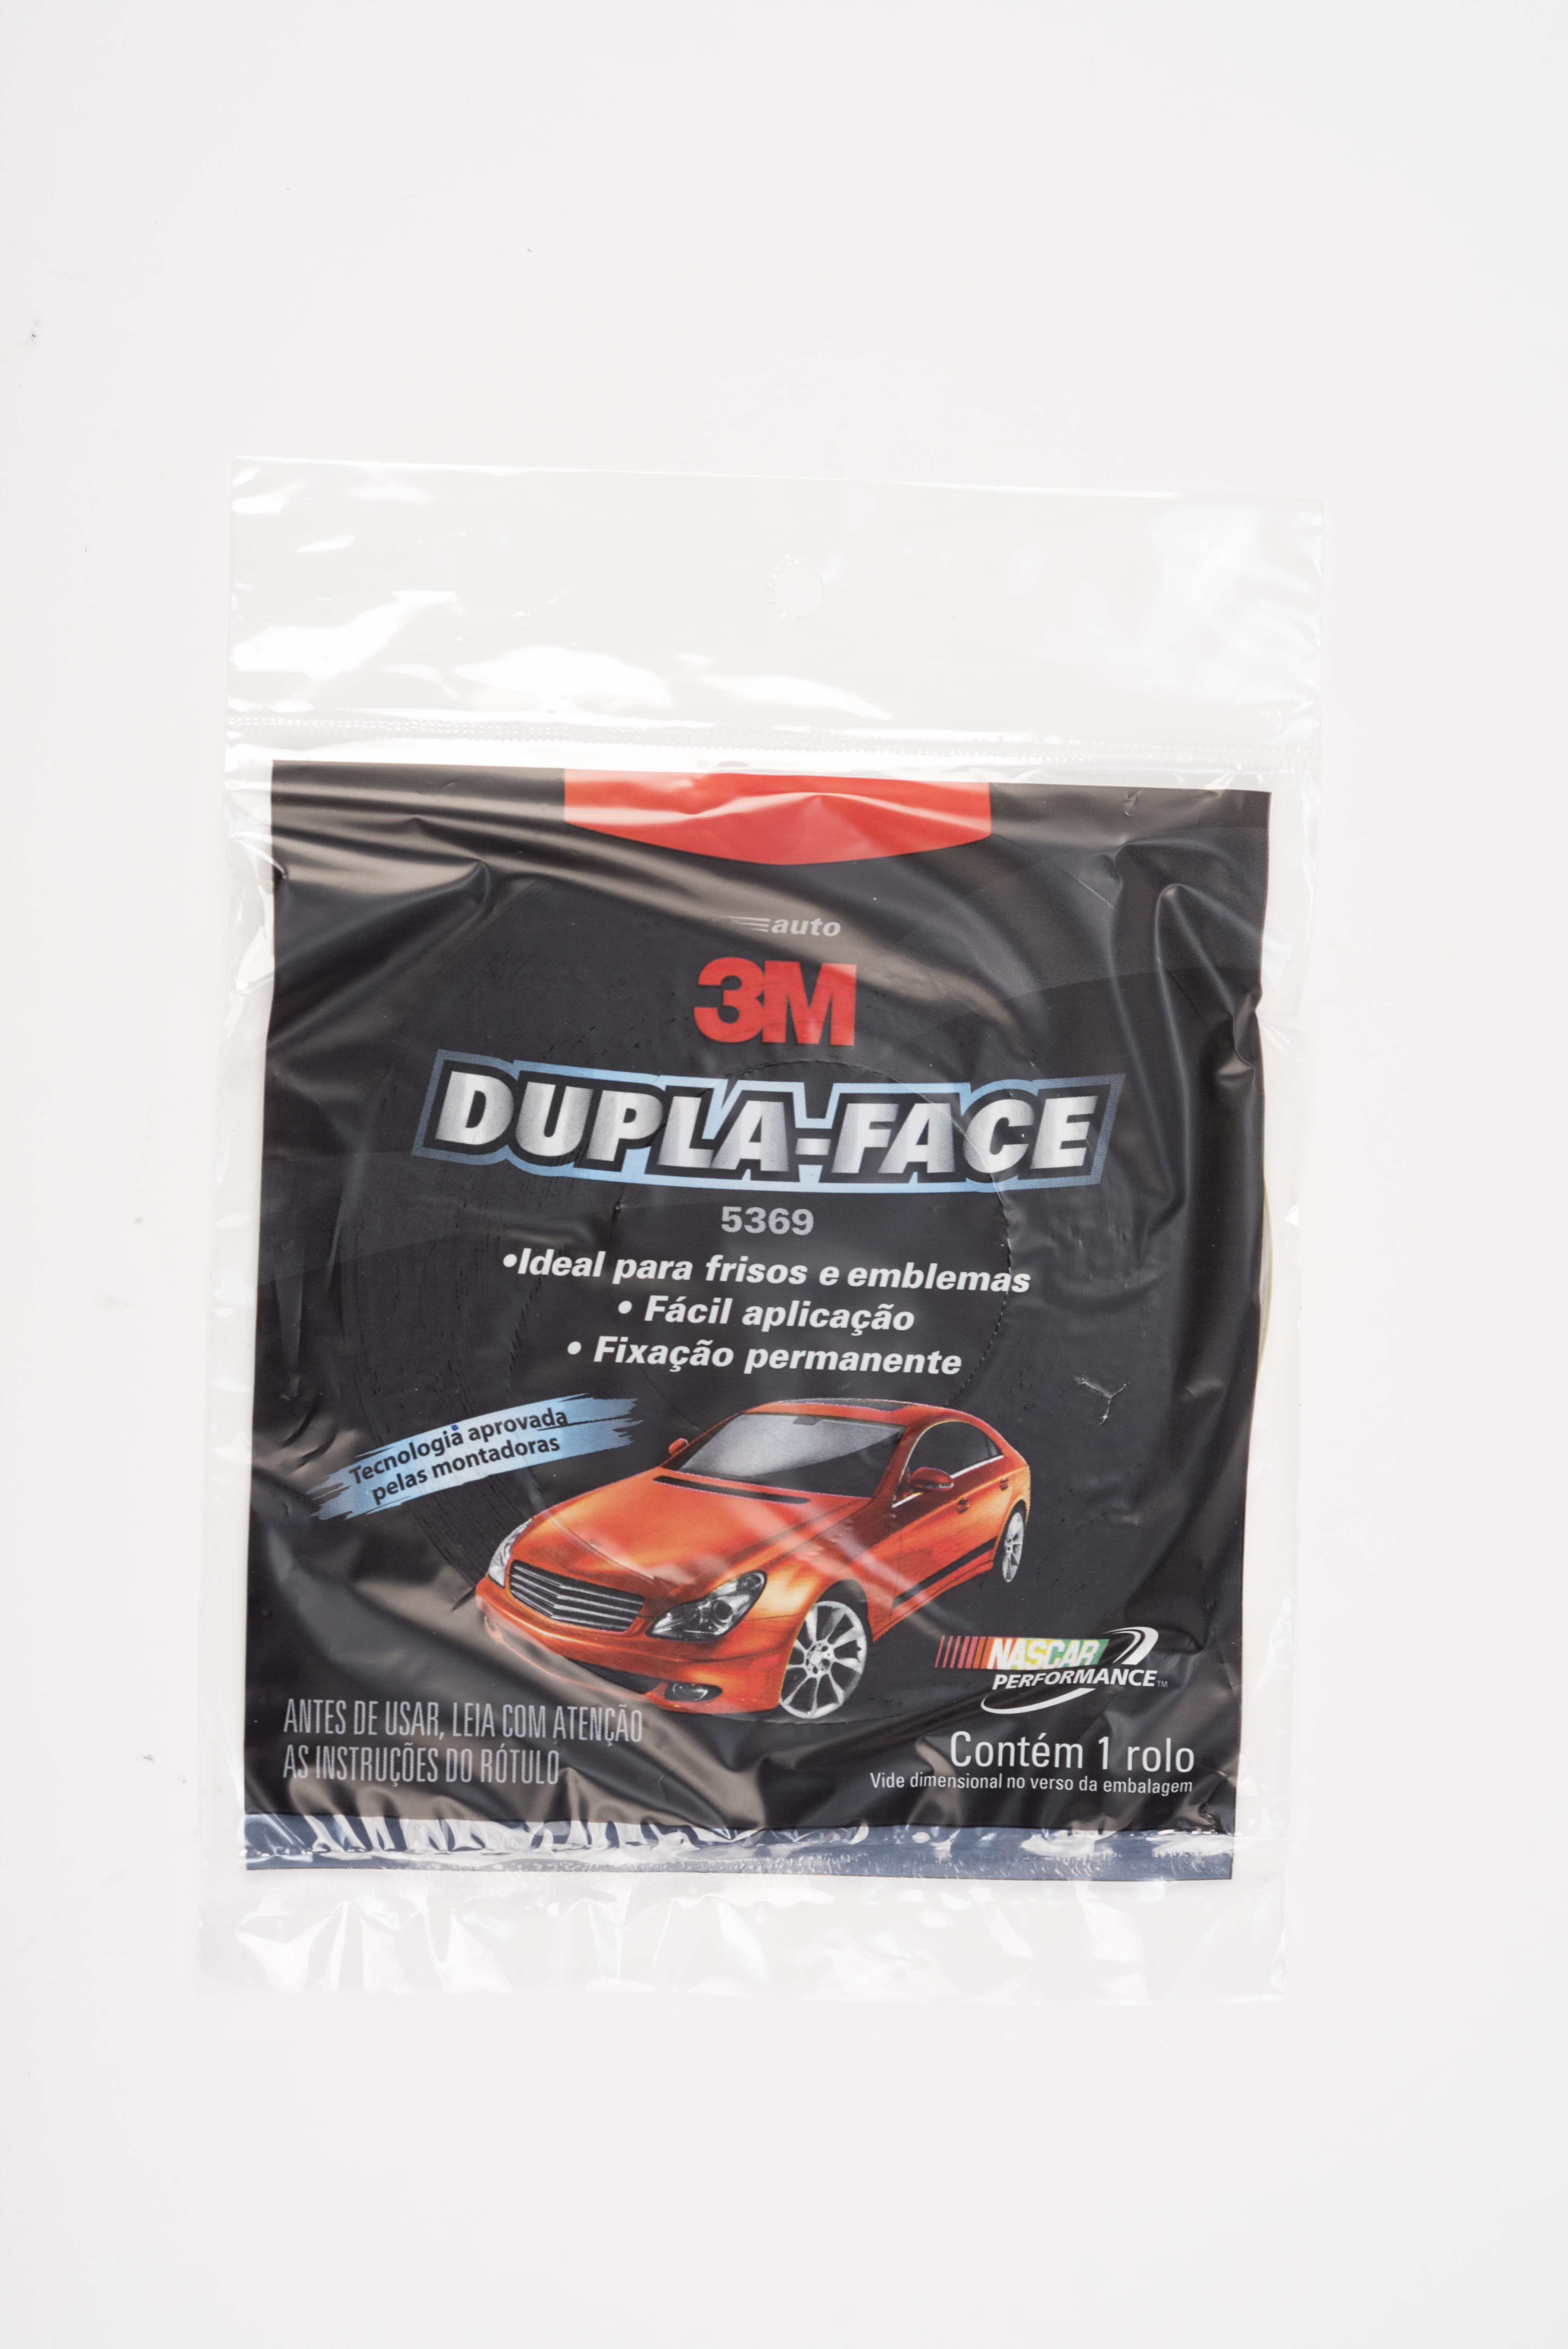 auto
3M
DUPLA-FACE
5369
•Ideal para frisos e emblemas
• Fácil aplicação
• Fixação permanente
Tecnologia aprovada
pelas montadoras
NASCAR
PERFORMANCE™
ANTES DE USAR, LEIA COM ATENÇÃO
AS INSTRUÇÕES DO RÓTULO
Contém 1 rolo
Vide dimensional no verso da embalagem